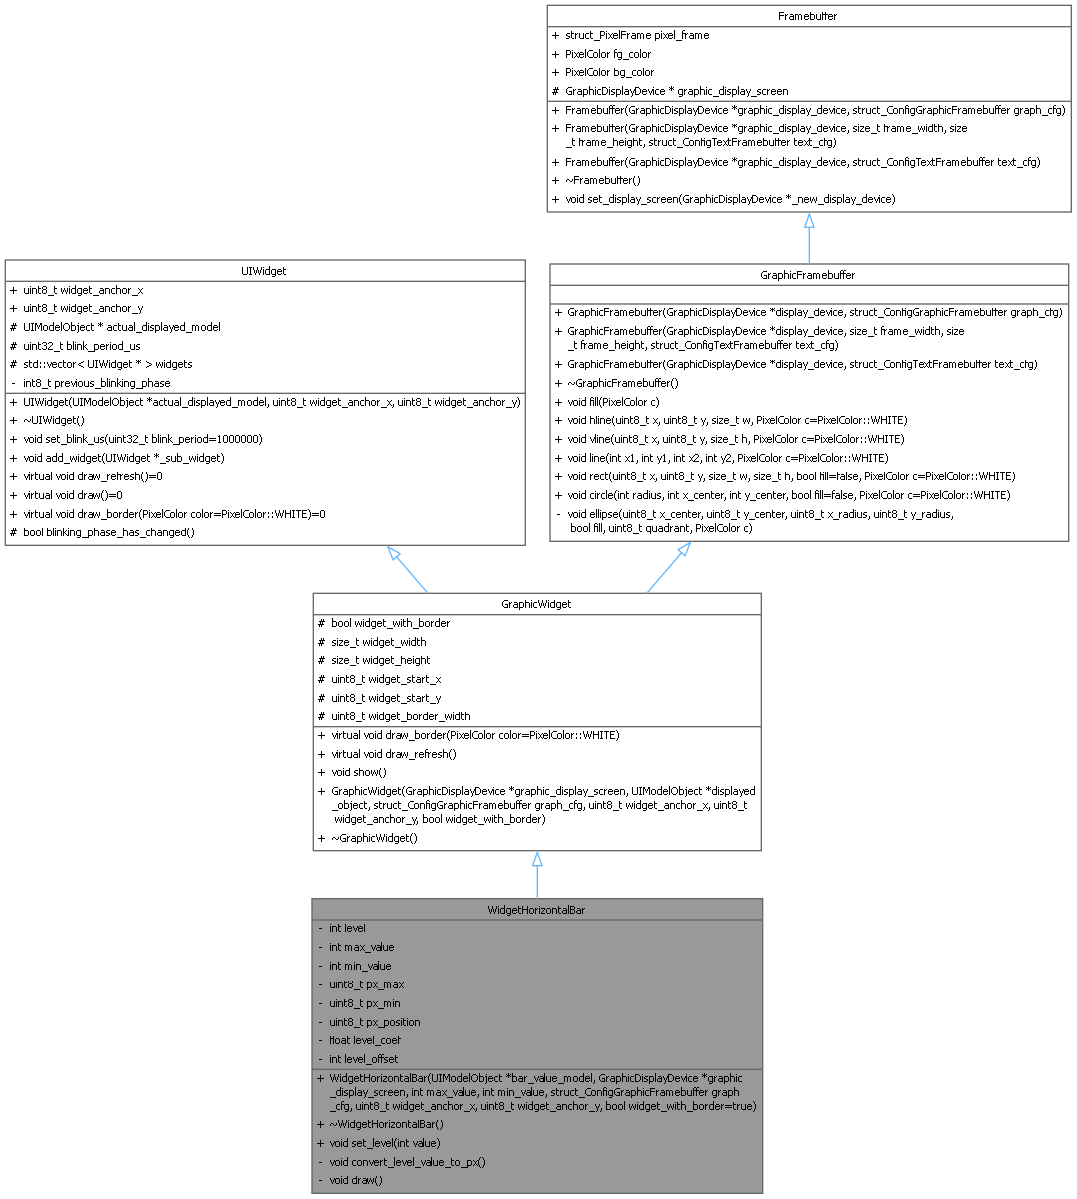 Framebuffer
+ struct_PixelFrame pixel_frame
+ PixelColor fg_color
+ PixelColor bg_color
# GraphicDisplayDevice * graphic_display_screen
+ Framebuffer(GraphicDisplayDevice *graphic_display_device, struct_ConfigGraphicFramebuffer graph_cfg)
+ Framebuffer(GraphicDisplayDevice *graphic_display_device, size_t frame_width, size
_t frame_height, struct_ConfigTextFramebuffer text_cfg)
+ Framebuffer(GraphicDisplayDevice *graphic_display_device, struct_ConfigTextFramebuffer text_cfg)
+ ~Framebuffer()
+ void set_display_screen(GraphicDisplayDevice *_new_display_device)
UIWidget
+ uint8_t widget_anchor_x
+ uint8_t widget_anchor_y
# UIModelObject * actual_displayed_model
# uint32_t blink_period_us
# std::vector< UIWidget * > widgets
- int8_t previous_blinking_phase
+ UIWidget(UIModelObject *actual_displayed_model, uint8_t widget_anchor_x, uint8_t widget_anchor_y)
+ ~UIWidget()
+ void set_blink_us(uint32_t blink_period=1000000)
+ void add_widget(UIWidget *_sub_widget)
+ virtual void draw_refresh()=0
+ virtual void draw()=0
+ virtual void draw_border(PixelColor color=PixelColor::WHITE)=0
# bool blinking_phase_has_changed()
GraphicFramebuffer
+ GraphicFramebuffer(GraphicDisplayDevice *display_device, struct_ConfigGraphicFramebuffer graph_cfg)
+ GraphicFramebuffer(GraphicDisplayDevice *display_device, size_t frame_width, size
_t frame_height, struct_ConfigTextFramebuffer text_cfg)
+ GraphicFramebuffer(GraphicDisplayDevice *display_device, struct_ConfigTextFramebuffer text_cfg)
+ ~GraphicFramebuffer()
+ void fill(PixelColor c)
+ void hline(uint8_t x, uint8_t y, size_t w, PixelColor c=PixelColor::WHITE)
+ void vline(uint8_t x, uint8_t y, size_t h, PixelColor c=PixelColor::WHITE)
+ void line(int x1, int y1, int x2, int y2, PixelColor c=PixelColor::WHITE)
+ void rect(uint8_t x, uint8_t y, size_t w, size_t h, bool fill=false, PixelColor c=PixelColor::WHITE)
+ void circle(int radius, int x_center, int y_center, bool fill=false, PixelColor c=PixelColor::WHITE)
- void ellipse(uint8_t x_center, uint8_t y_center, uint8_t x_radius, uint8_t y_radius,
bool fill, uint8_t quadrant, PixelColor c)
GraphicWidget
# bool widget_with_border
# size_t widget_width
# size_t widget_height
# uint8_t widget_start_x
# uint8_t widget_start_y
# uint8_t widget_border_width
+ virtual void draw_border(PixelColor color=PixelColor::WHITE)
+ virtual void draw_refresh()
+ void show()
+ GraphicWidget(GraphicDisplayDevice *graphic_display_screen, UIModelObject *displayed
_object, struct_ConfigGraphicFramebuffer graph_cfg, uint8_t widget_anchor_x, uint8_t
widget_anchor_y, bool widget_with_border)
+ ~GraphicWidget()
WidgetHorizontalBar
- int level
- int max_value
- int min_value
- uint8_t px_max
- uint8_t px_min
- uint8_t px_position
- float level_coef
- int level_offset
+ WidgetHorizontalBar(UIModelObject *bar_value_model, GraphicDisplayDevice *graphic
_display_screen, int max_value, int min_value, struct_ConfigGraphicFramebuffer graph
_cfg, uint8_t widget_anchor_x, uint8_t widget_anchor_y, bool widget_with_border=true)
+ ~WidgetHorizontalBar()
+ void set_level(int value)
- void convert_level_value_to_px()
- void draw()